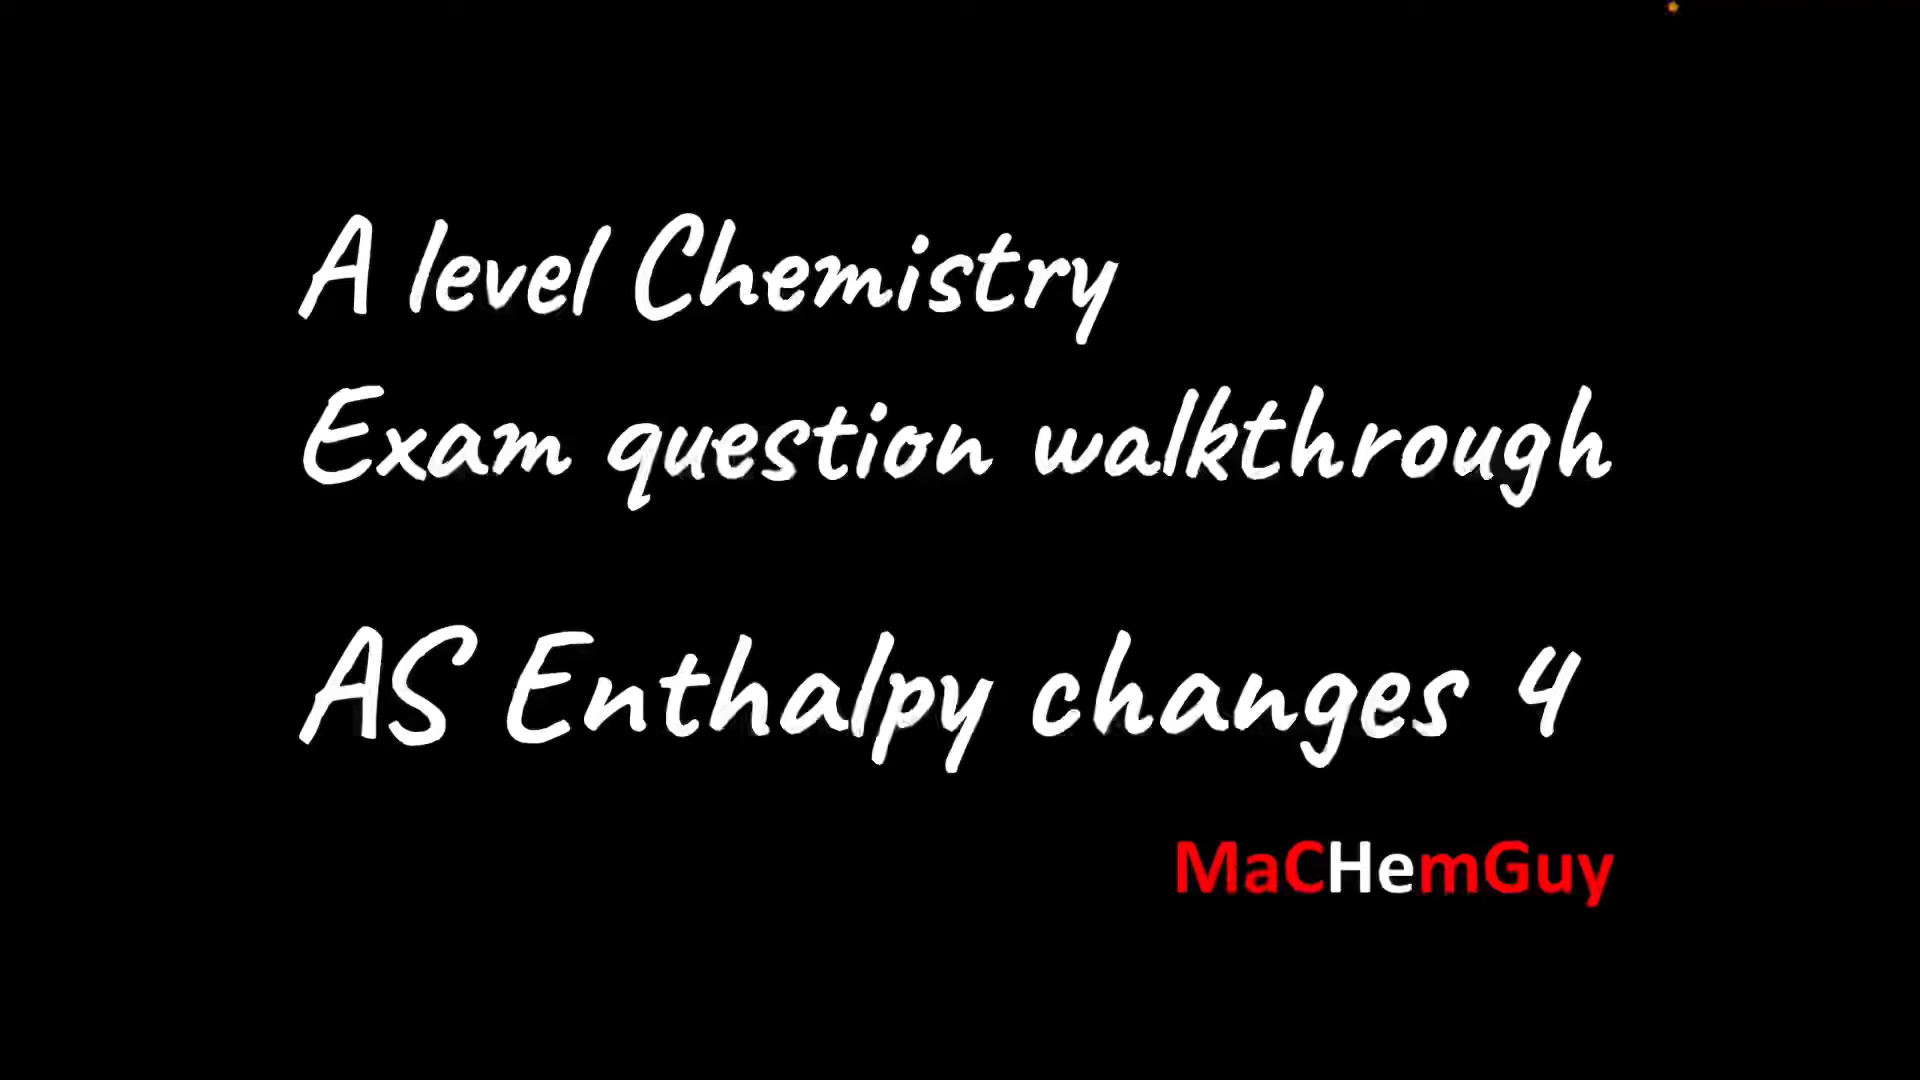 A level Chemistry
Exam question walkthrough
AS Enthalpy changes 4
MaCHemGuy